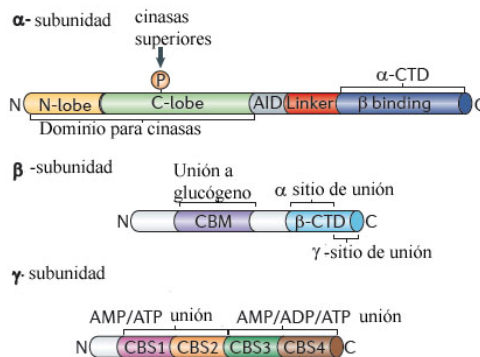 α- subunidad
cinasas
superiores
P
α-CTD
N N-lobe C-lobe AID Linker β binding C
Dominio para cinasas
β -subunidad
Unión a
glucógeno
α sitio de unión
N CBM β-CTD C
γ-sitio de unión
γ- subunidad
AMP/ATP unión AMP/ADP/ATP unión
N CBS1 CBS2 CBS3 CBS4 C